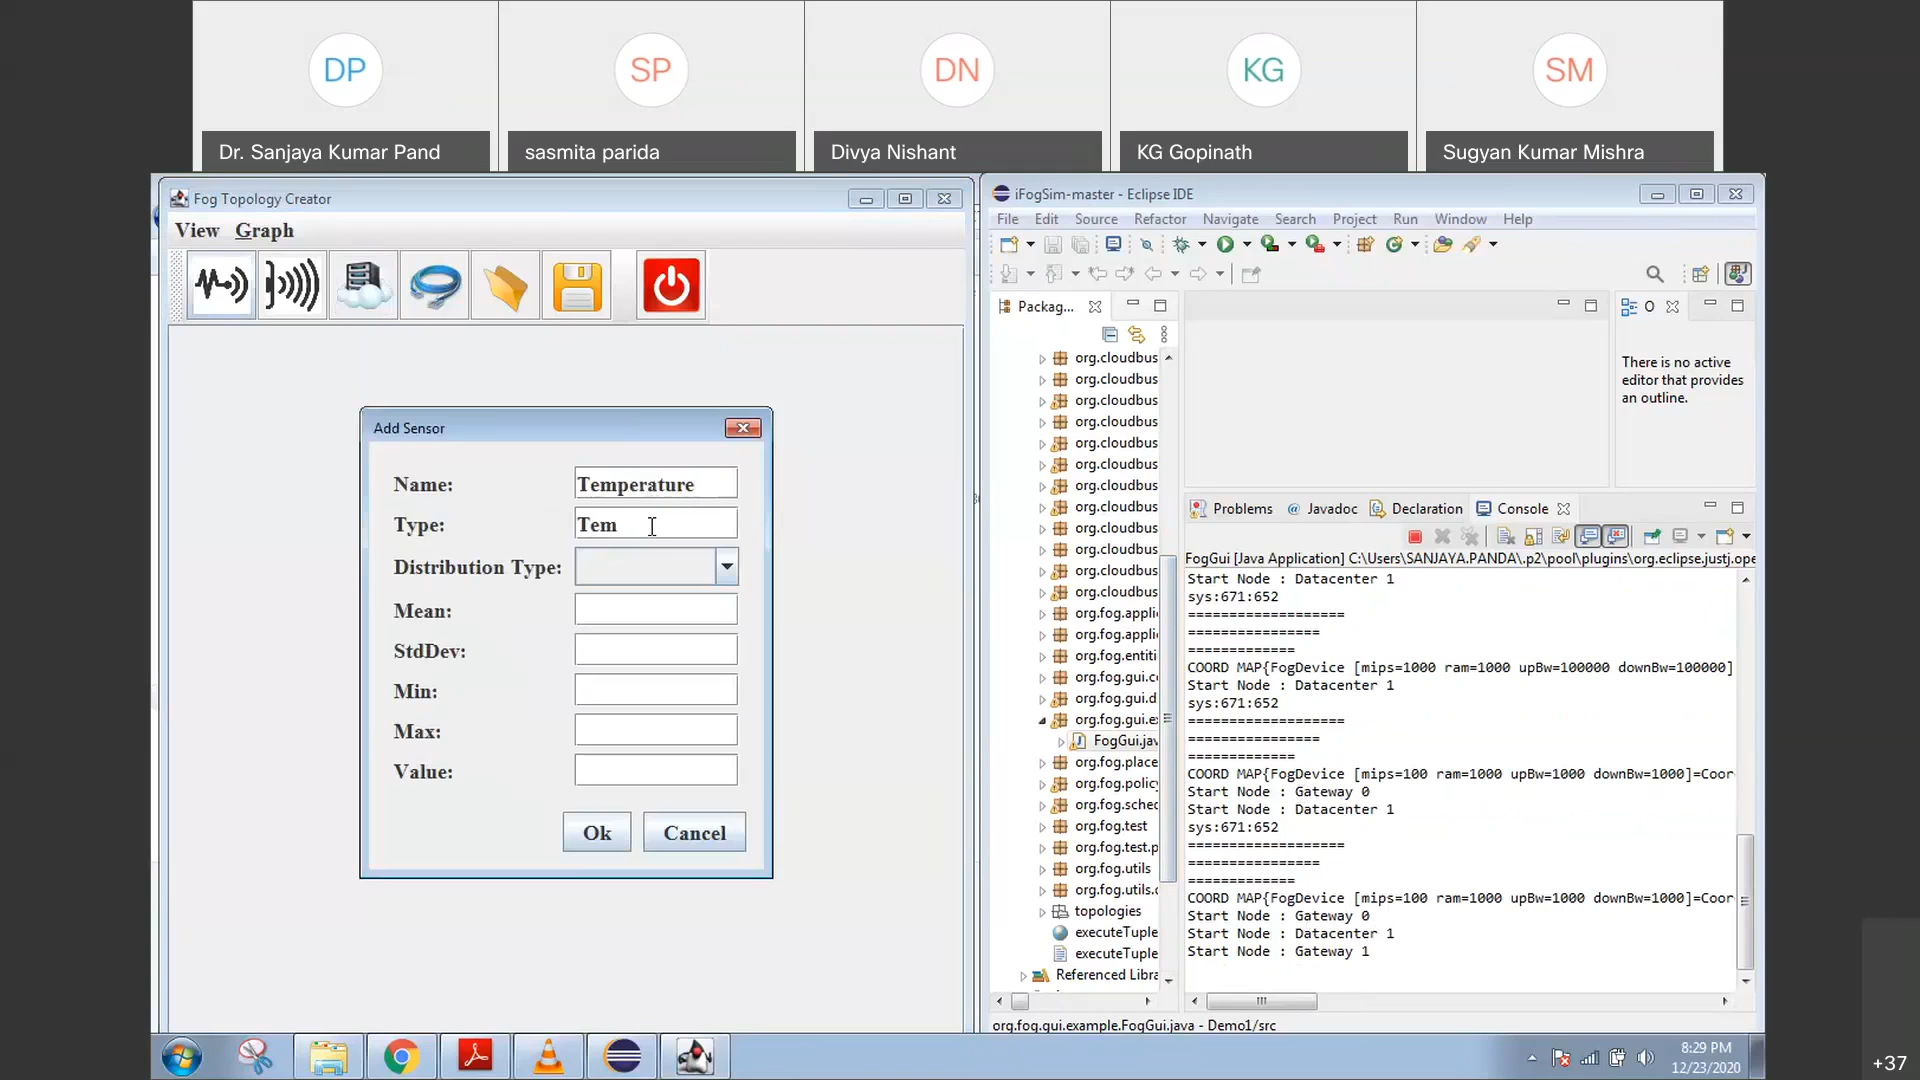 DP
SP
DN
KG
SM
Dr. Sanjaya Kumar Pand
sasmita parida
Divya Nishant
KG Gopinath
Sugyan Kumar Mishra
Fog Topology Creator
View Graph
Add Sensor
Name: Temperature
Type: Tem
Distribution Type:
Mean:
StdDev:
Min:
Max:
Value:
Ok Cancel
iFogSim-master - Eclipse IDE
File Edit Source Refactor Navigate Search Project Run Window Help
Packag...
org.cloudbus
org.cloudbus
org.cloudbus
org.cloudbus
org.cloudbus
org.cloudbus
org.cloudbus
org.cloudbus
org.cloudbus
org.cloudbus
org.cloudbus
org.cloudbus
org.fog.appli
org.fog.appli
org.fog.entiti
org.fog.gui.c
org.fog.gui.d
org.fog.gui.e
FogGui.jav
org.fog.place
org.fog.policy
org.fog.sched
org.fog.test
org.fog.test.p
org.fog.utils
org.fog.utils.c
topologies
executeTuple
executeTuple
Referenced Libra
O
There is no active
editor that provides
an outline.
Problems @ Javadoc Declaration Console
FogGui [Java Application] C:\Users\SANJAYA.PANDA\.p2\pool\plugins\org.eclipse.justj.ope
Start Node : Datacenter 1
sys:671:652
===================
================
=============
COORD MAP{FogDevice [mips=1000 ram=1000 upBw=100000 downBw=100000]
Start Node : Datacenter 1
sys:671:652
===================
================
=============
COORD MAP{FogDevice [mips=100 ram=1000 upBw=1000 downBw=1000]=Coor
Start Node : Gateway 0
Start Node : Datacenter 1
sys:671:652
===================
================
=============
COORD MAP{FogDevice [mips=100 ram=1000 upBw=1000 downBw=1000]=Coor
Start Node : Gateway 0
Start Node : Datacenter 1
Start Node : Gateway 1
org.fog.gui.example.FogGui.java - Demo1/src
8:29 PM
12/23/2020
+37